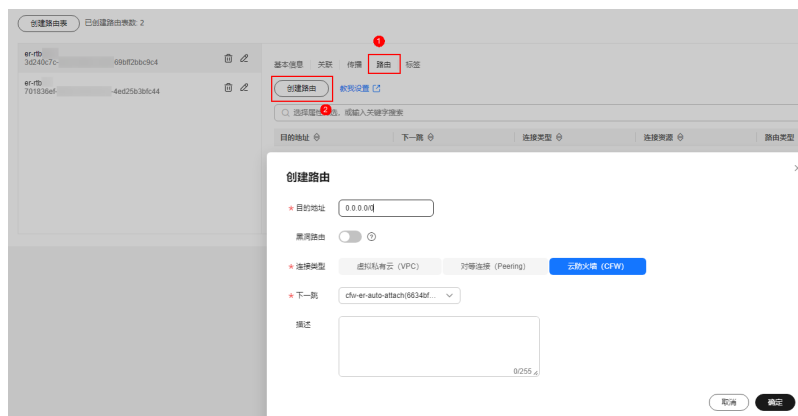 创建路由表 已创建路由表数: 2
er-rtb
3d240c7c- 69bff2bbc9c4
er-rtb
701836ef- -4ed25b3bfc44
1
基本信息 关联 传播 路由 标签
创建路由 教我设置
2
选择属性筛选，或输入关键字搜索
目的地址 下一跳 连接类型 连接资源 路由类型
创建路由
* 目的地址 0.0.0.0/0
黑洞路由
* 连接类型 虚拟私有云（VPC） 对等连接（Peering） 云防火墙（CFW）
* 下一跳 cfw-er-auto-attach(6634bf...
描述
0/255
取消 确定